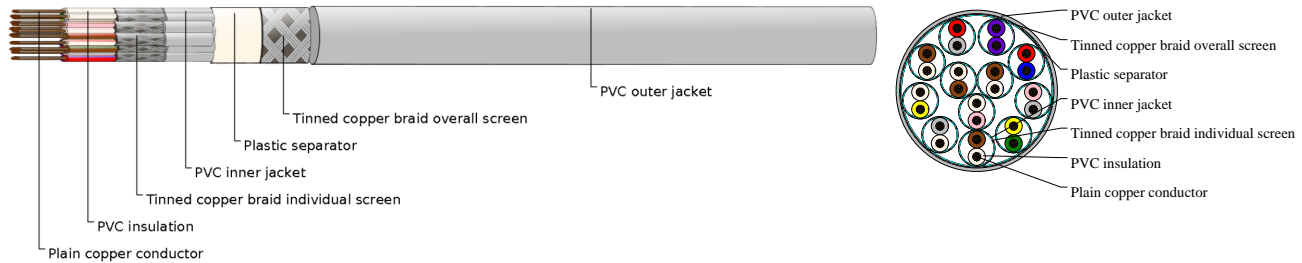 PVC outer jacket
Tinned copper braid overall screen
Plastic separator
PVC inner jacket
Tinned copper braid individual screen
PVC insulation
Plain copper conductor
PVC outer jacket
Tinned copper braid overall screen
Plastic separator
PVC inner jacket
Tinned copper braid individual screen
PVC insulation
Plain copper conductor